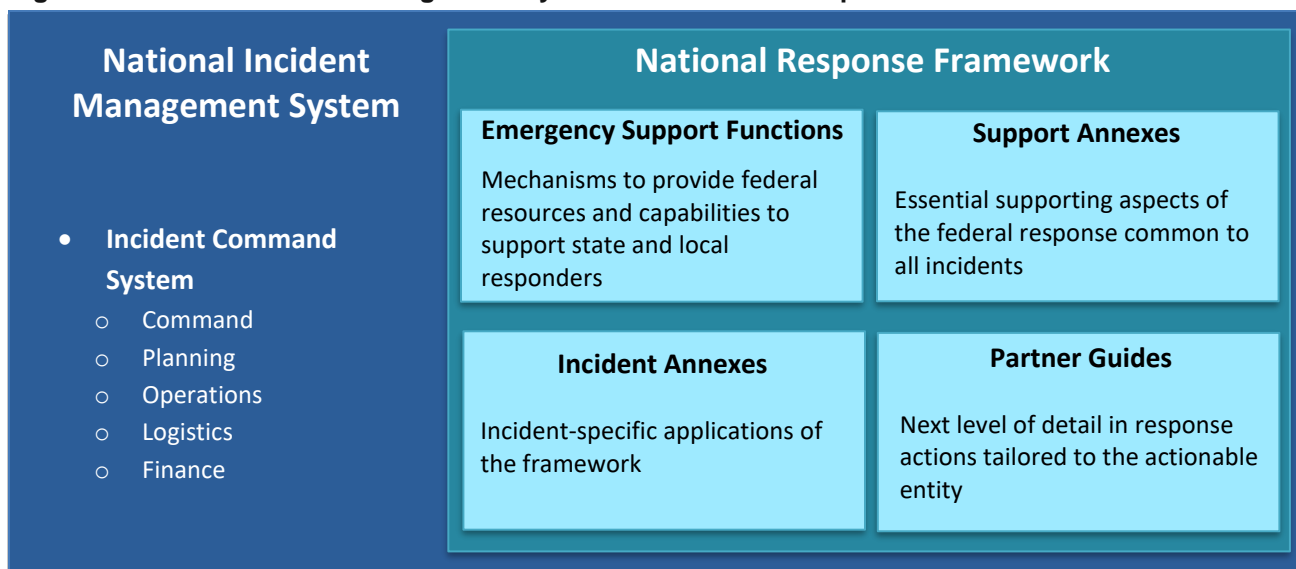 National Incident
Management System
• Incident Command
System
o Command
o Planning
o Operations
o Logistics
o Finance
National Response Framework
Emergency Support Functions
Mechanisms to provide federal
resources and capabilities to
support state and local
responders
Support Annexes
Essential supporting aspects of
the federal response common to
all incidents
Incident Annexes
Incident-specific applications of
the framework
Partner Guides
Next level of detail in response
actions tailored to the actionable
entity